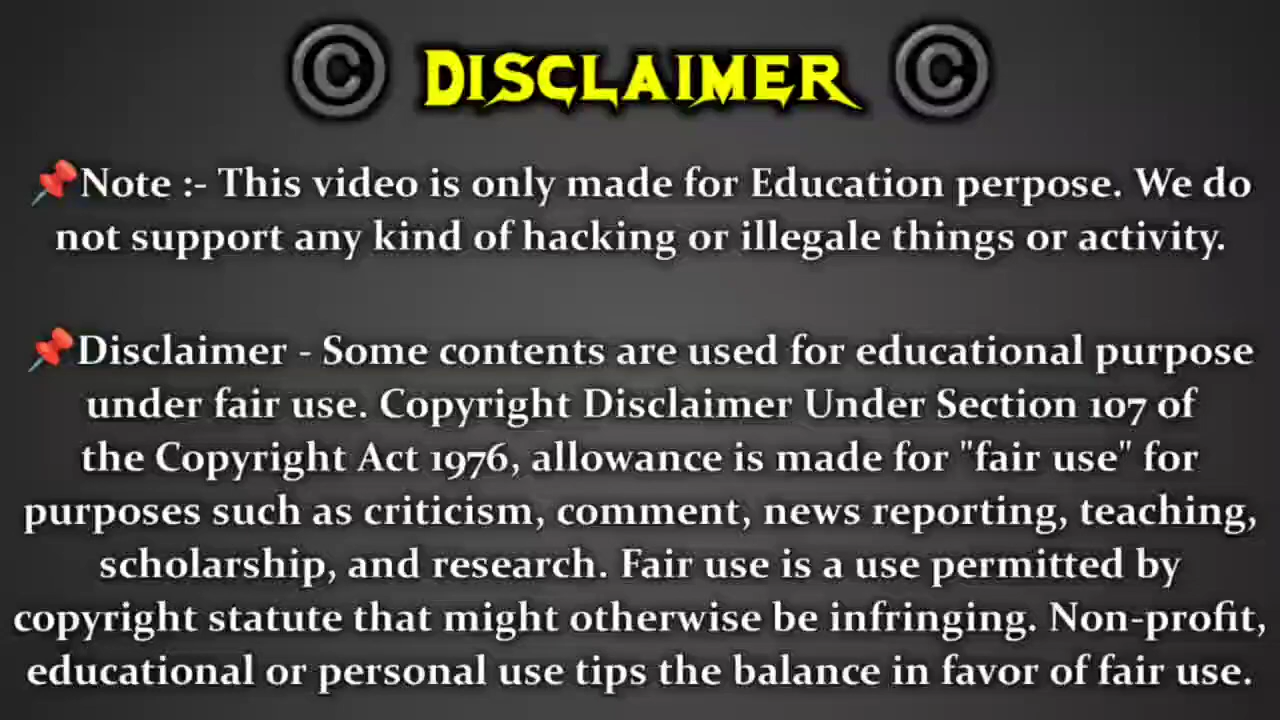 © DISCLAIMER ©
📌Note :- This video is only made for Education perpose. We do
not support any kind of hacking or illegale things or activity.
📌Disclaimer - Some contents are used for educational purpose
under fair use. Copyright Disclaimer Under Section 107 of
the Copyright Act 1976, allowance is made for "fair use" for
purposes such as criticism, comment, news reporting, teaching,
scholarship, and research. Fair use is a use permitted by
copyright statute that might otherwise be infringing. Non-profit,
educational or personal use tips the balance in favor of fair use.